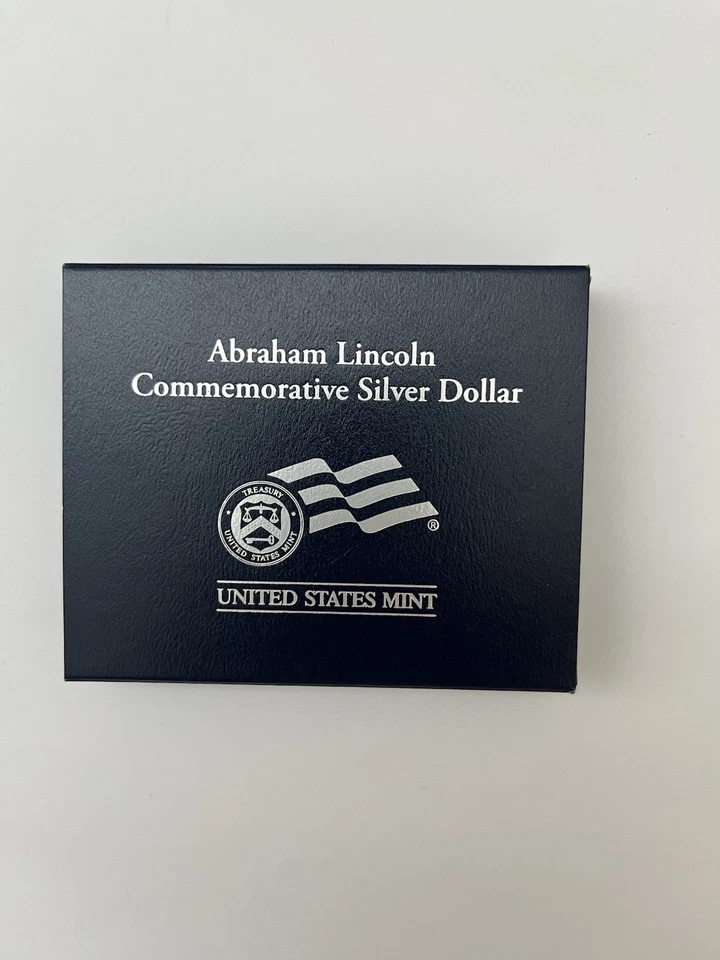 Abraham Lincoln
Commemorative Silver Dollar
TREASURY
UNITED STATES MINT
®
UNITED STATES MINT